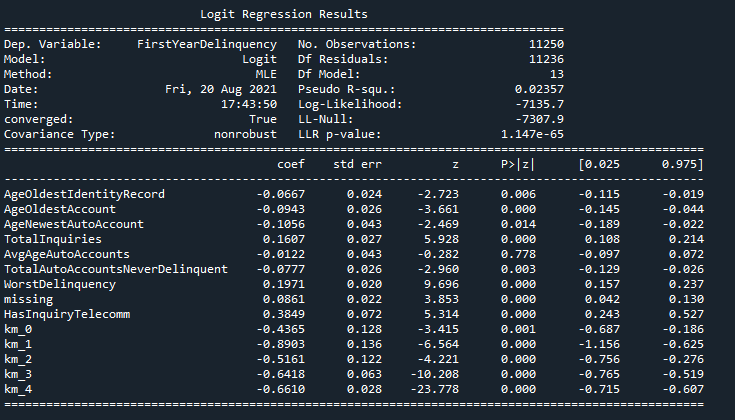 Logit Regression Results
==============================================================================
Dep. Variable: FirstYearDelinquency No. Observations: 11250
Model: Logit Df Residuals: 11236
Method: MLE Df Model: 13
Date: Fri, 20 Aug 2021 Pseudo R-squ.: 0.02357
Time: 17:43:50 Log-Likelihood: -7135.7
converged: True LL-Null: -7307.9
Covariance Type: nonrobust LLR p-value: 1.147e-65
==================================================================================================
coef std err z P>|z| [0.025 0.975]
--------------------------------------------------------------------------------------------------
AgeOldestIdentityRecord -0.0667 0.024 -2.723 0.006 -0.115 -0.019
AgeOldestAccount -0.0943 0.026 -3.661 0.000 -0.145 -0.044
AgeNewestAutoAccount -0.1056 0.043 -2.469 0.014 -0.189 -0.022
TotalInquiries 0.1607 0.027 5.928 0.000 0.108 0.214
AvgAgeAutoAccounts -0.0122 0.043 -0.282 0.778 -0.097 0.072
TotalAutoAccountsNeverDelinquent -0.0777 0.026 -2.960 0.003 -0.129 -0.026
WorstDelinquency 0.1971 0.020 9.696 0.000 0.157 0.237
missing 0.0861 0.022 3.853 0.000 0.042 0.130
HasInquiryTelecomm 0.3849 0.072 5.314 0.000 0.243 0.527
km_0 -0.4365 0.128 -3.415 0.001 -0.687 -0.186
km_1 -0.8903 0.136 -6.564 0.000 -1.156 -0.625
km_2 -0.5161 0.122 -4.221 0.000 -0.756 -0.276
km_3 -0.6418 0.063 -10.208 0.000 -0.765 -0.519
km_4 -0.6610 0.028 -23.778 0.000 -0.715 -0.607
==================================================================================================